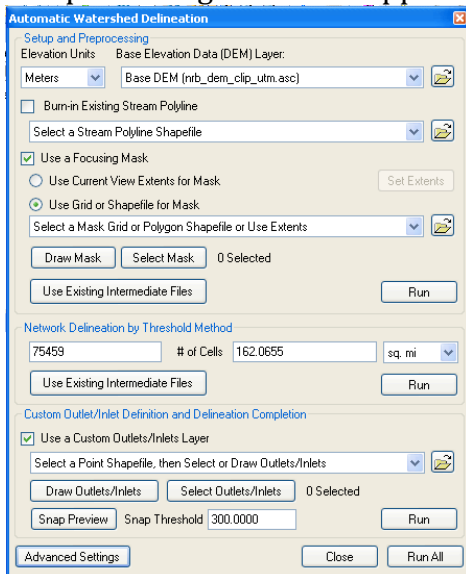 Automatic Watershed Delineation
Setup and Preprocessing
Elevation Units Base Elevation Data (DEM) Layer:
Meters Base DEM (nrb_dem_clip_utm.asc)
Burn-in Existing Stream Polyline
Select a Stream Polyline Shapefile
Use a Focusing Mask
Use Current View Extents for Mask Set Extents
Use Grid or Shapefile for Mask
Select a Mask Grid or Polygon Shapefile or Use Extents
Draw Mask Select Mask 0 Selected
Use Existing Intermediate Files Run
Network Delineation by Threshold Method
75459 # of Cells 162.0655 sq. mi
Use Existing Intermediate Files Run
Custom Outlet/Inlet Definition and Delineation Completion
Use a Custom Outlets/Inlets Layer
Select a Point Shapefile, then Select or Draw Outlets/Inlets
Draw Outlets/Inlets Select Outlets/Inlets 0 Selected
Snap Preview Snap Threshold 300.0000 Run
Advanced Settings Close Run All